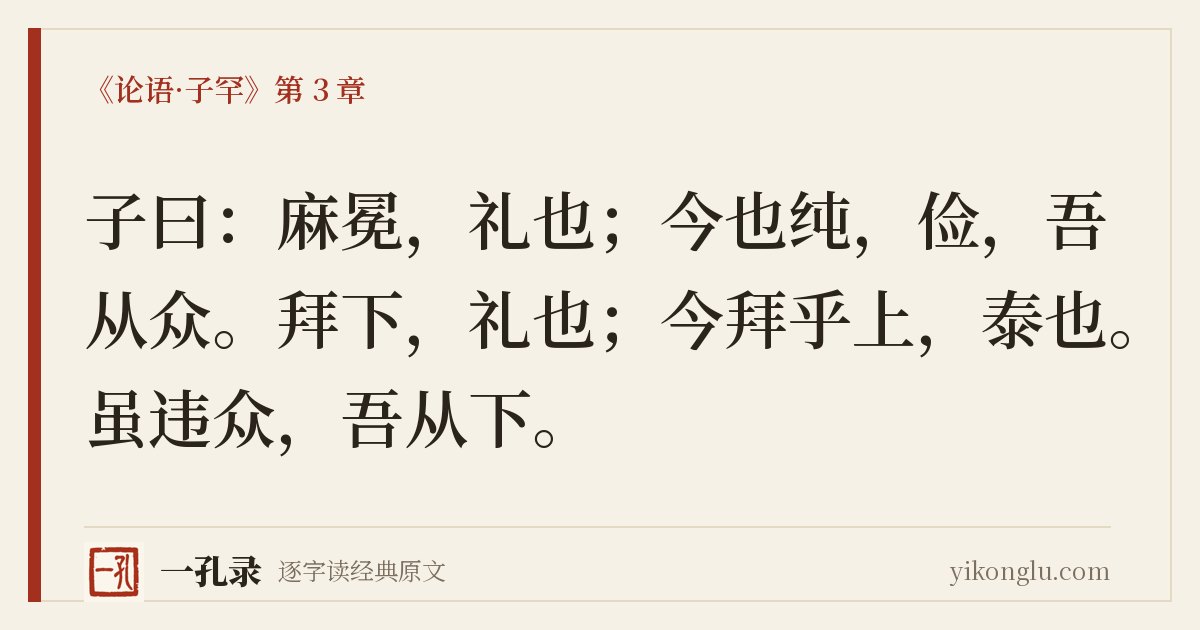 《论语·子罕》第 3 章
子曰：麻冕，礼也；今也纯，俭，吾
从众。拜下，礼也；今拜乎上，泰也。
虽违众，吾从下。
一孔
一孔录 逐字读经典原文 yikonglu.com